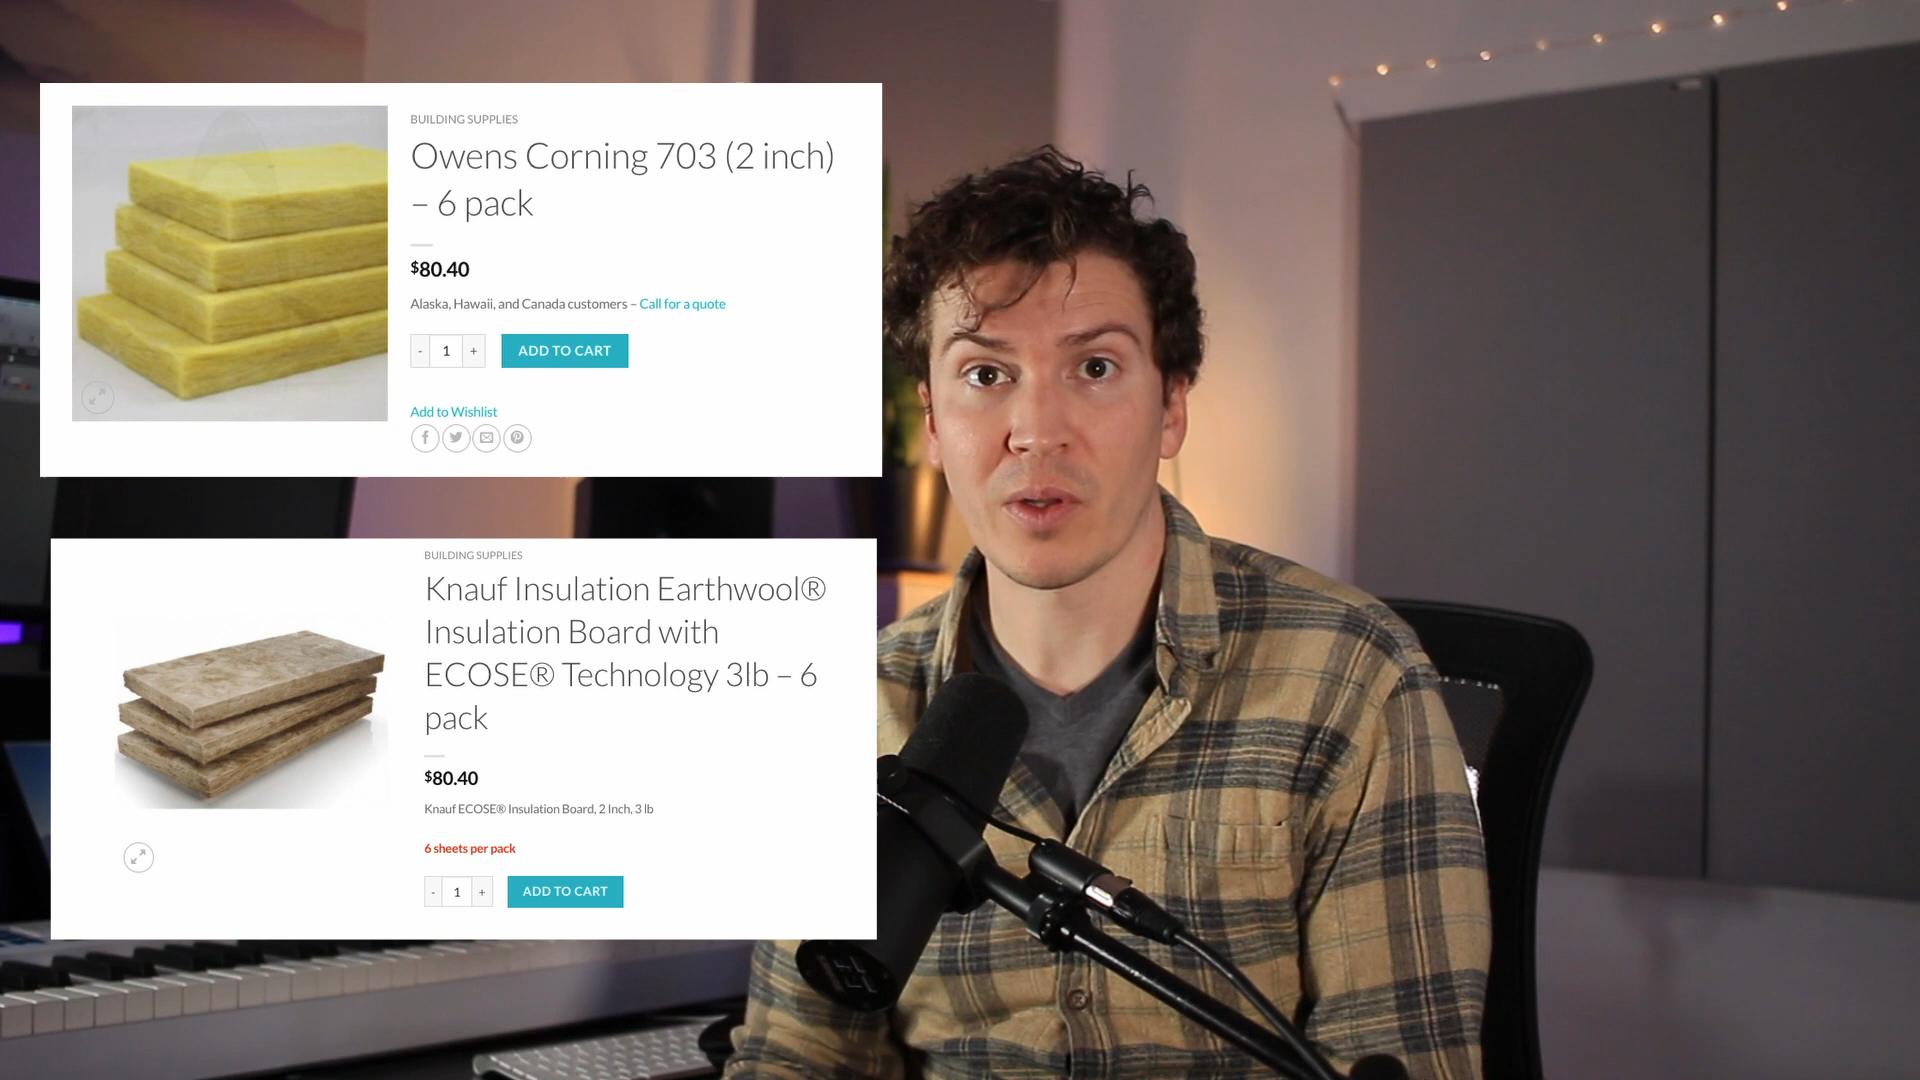 BUILDING SUPPLIES
Owens Corning 703 (2 inch)
– 6 pack
$80.40
Alaska, Hawaii, and Canada customers – Call for a quote
- 1 +
ADD TO CART
Add to Wishlist
BUILDING SUPPLIES
Knauf Insulation Earthwool®
Insulation Board with
ECOSE® Technology 3lb – 6
pack
$80.40
Knauf ECOSE® Insulation Board, 2 Inch, 3 lb
6 sheets per pack
- 1 +
ADD TO CART